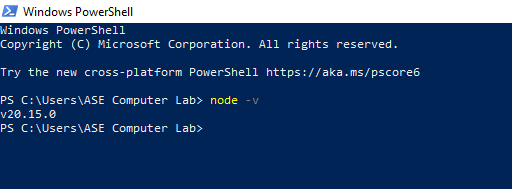 Windows PowerShell
Windows PowerShell
Copyright (C) Microsoft Corporation. All rights reserved.
Try the new cross-platform PowerShell https://aka.ms/pscore6
PS C:\Users\ASE Computer Lab> node -v
v20.15.0
PS C:\Users\ASE Computer Lab>